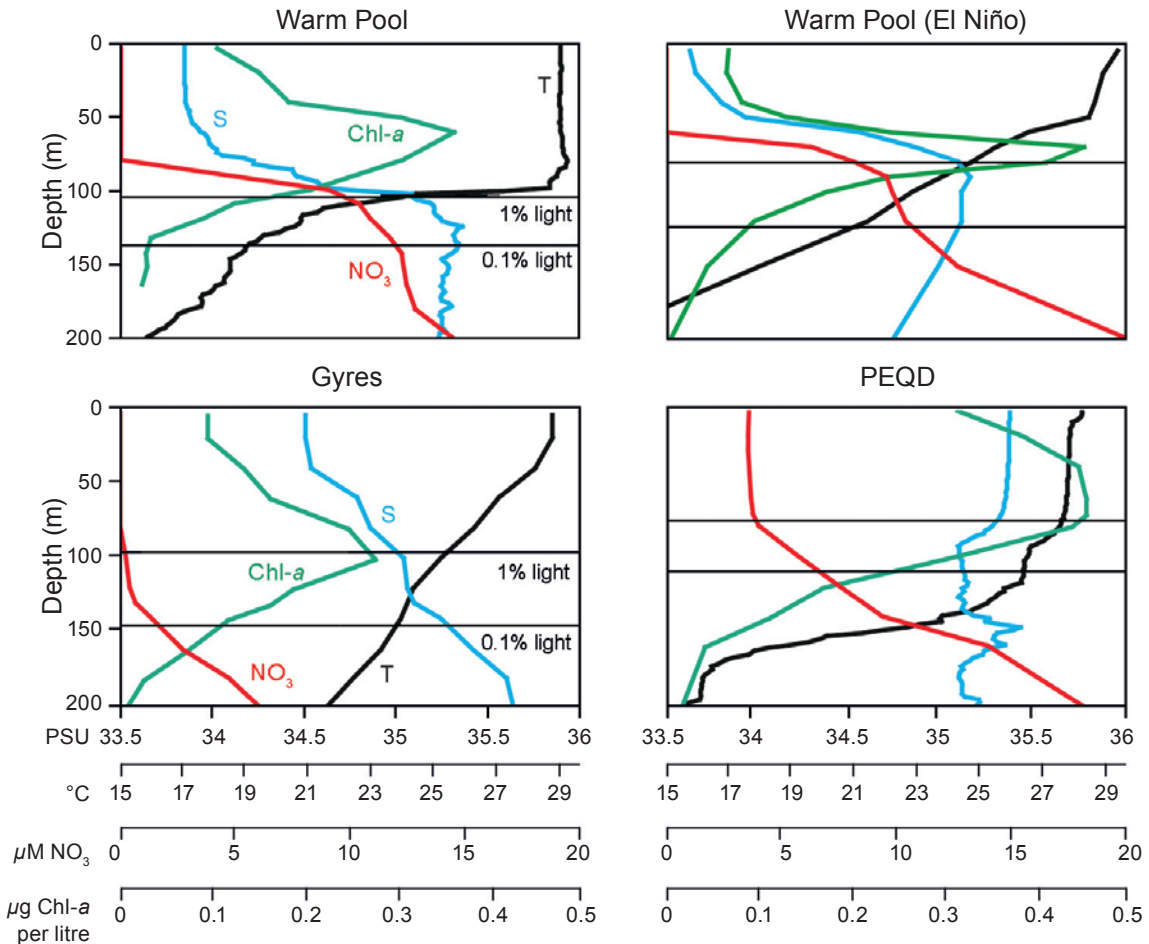 Warm Pool
Warm Pool (El Niño)
0
50
100
150
200
Depth (m)
T
S
Chl-a
1% light
0.1% light
NO3
Gyres
PEQD
0
50
100
150
200
Depth (m)
S
Chl-a
1% light
0.1% light
NO3
T
PSU 33.5 34 34.5 35 35.5 36
33.5 34 34.5 35 35.5 36
°C 15 17 19 21 23 25 27 29
15 17 19 21 23 25 27 29
µM NO3 0 5 10 15 20
0 5 10 15 20
µg Chl-a
per litre
0 0.1 0.2 0.3 0.4 0.5
0 0.1 0.2 0.3 0.4 0.5